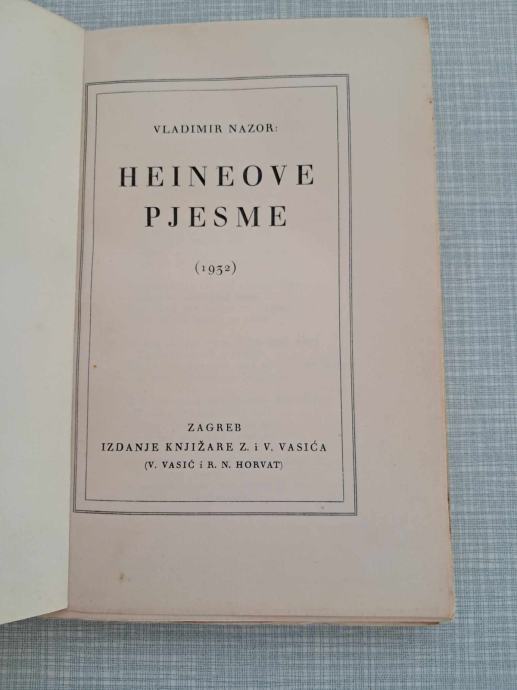 VLADIMIR NAZOR:
HEINEOVE
PJESME
(1932)
ZAGREB
IZDANJE KNJIŽARE Z. i V. VASIĆA
(V. VASIĆ i R. N. HORVAT)